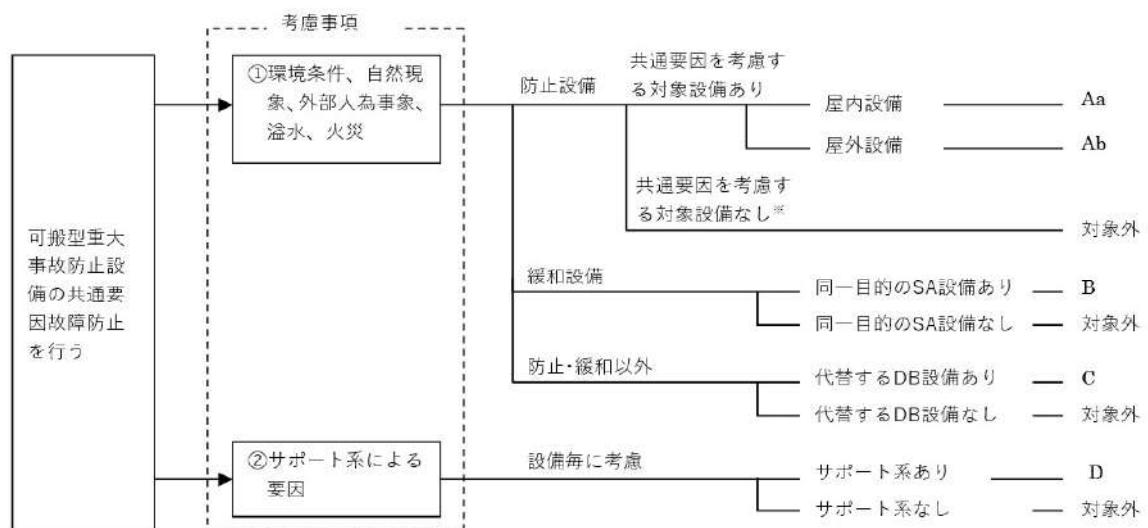 考慮事項
可搬型重大
事故防止設
備の共通要
因故障防止
を行う
①環境条件、自然現
象、外部人為事象、
溢水、火災
防止設備
共通要因を考慮す
る対象設備あり
屋内設備
Aa
屋外設備
Ab
共通要因を考慮す
る対象設備なし※
対象外
緩和設備
同一目的のSA設備あり
B
同一目的のSA設備なし
対象外
防止・緩和以外
代替するDB設備あり
C
代替するDB設備なし
対象外
②サポート系による
要因
設備毎に考慮
サポート系あり
D
サポート系なし
対象外